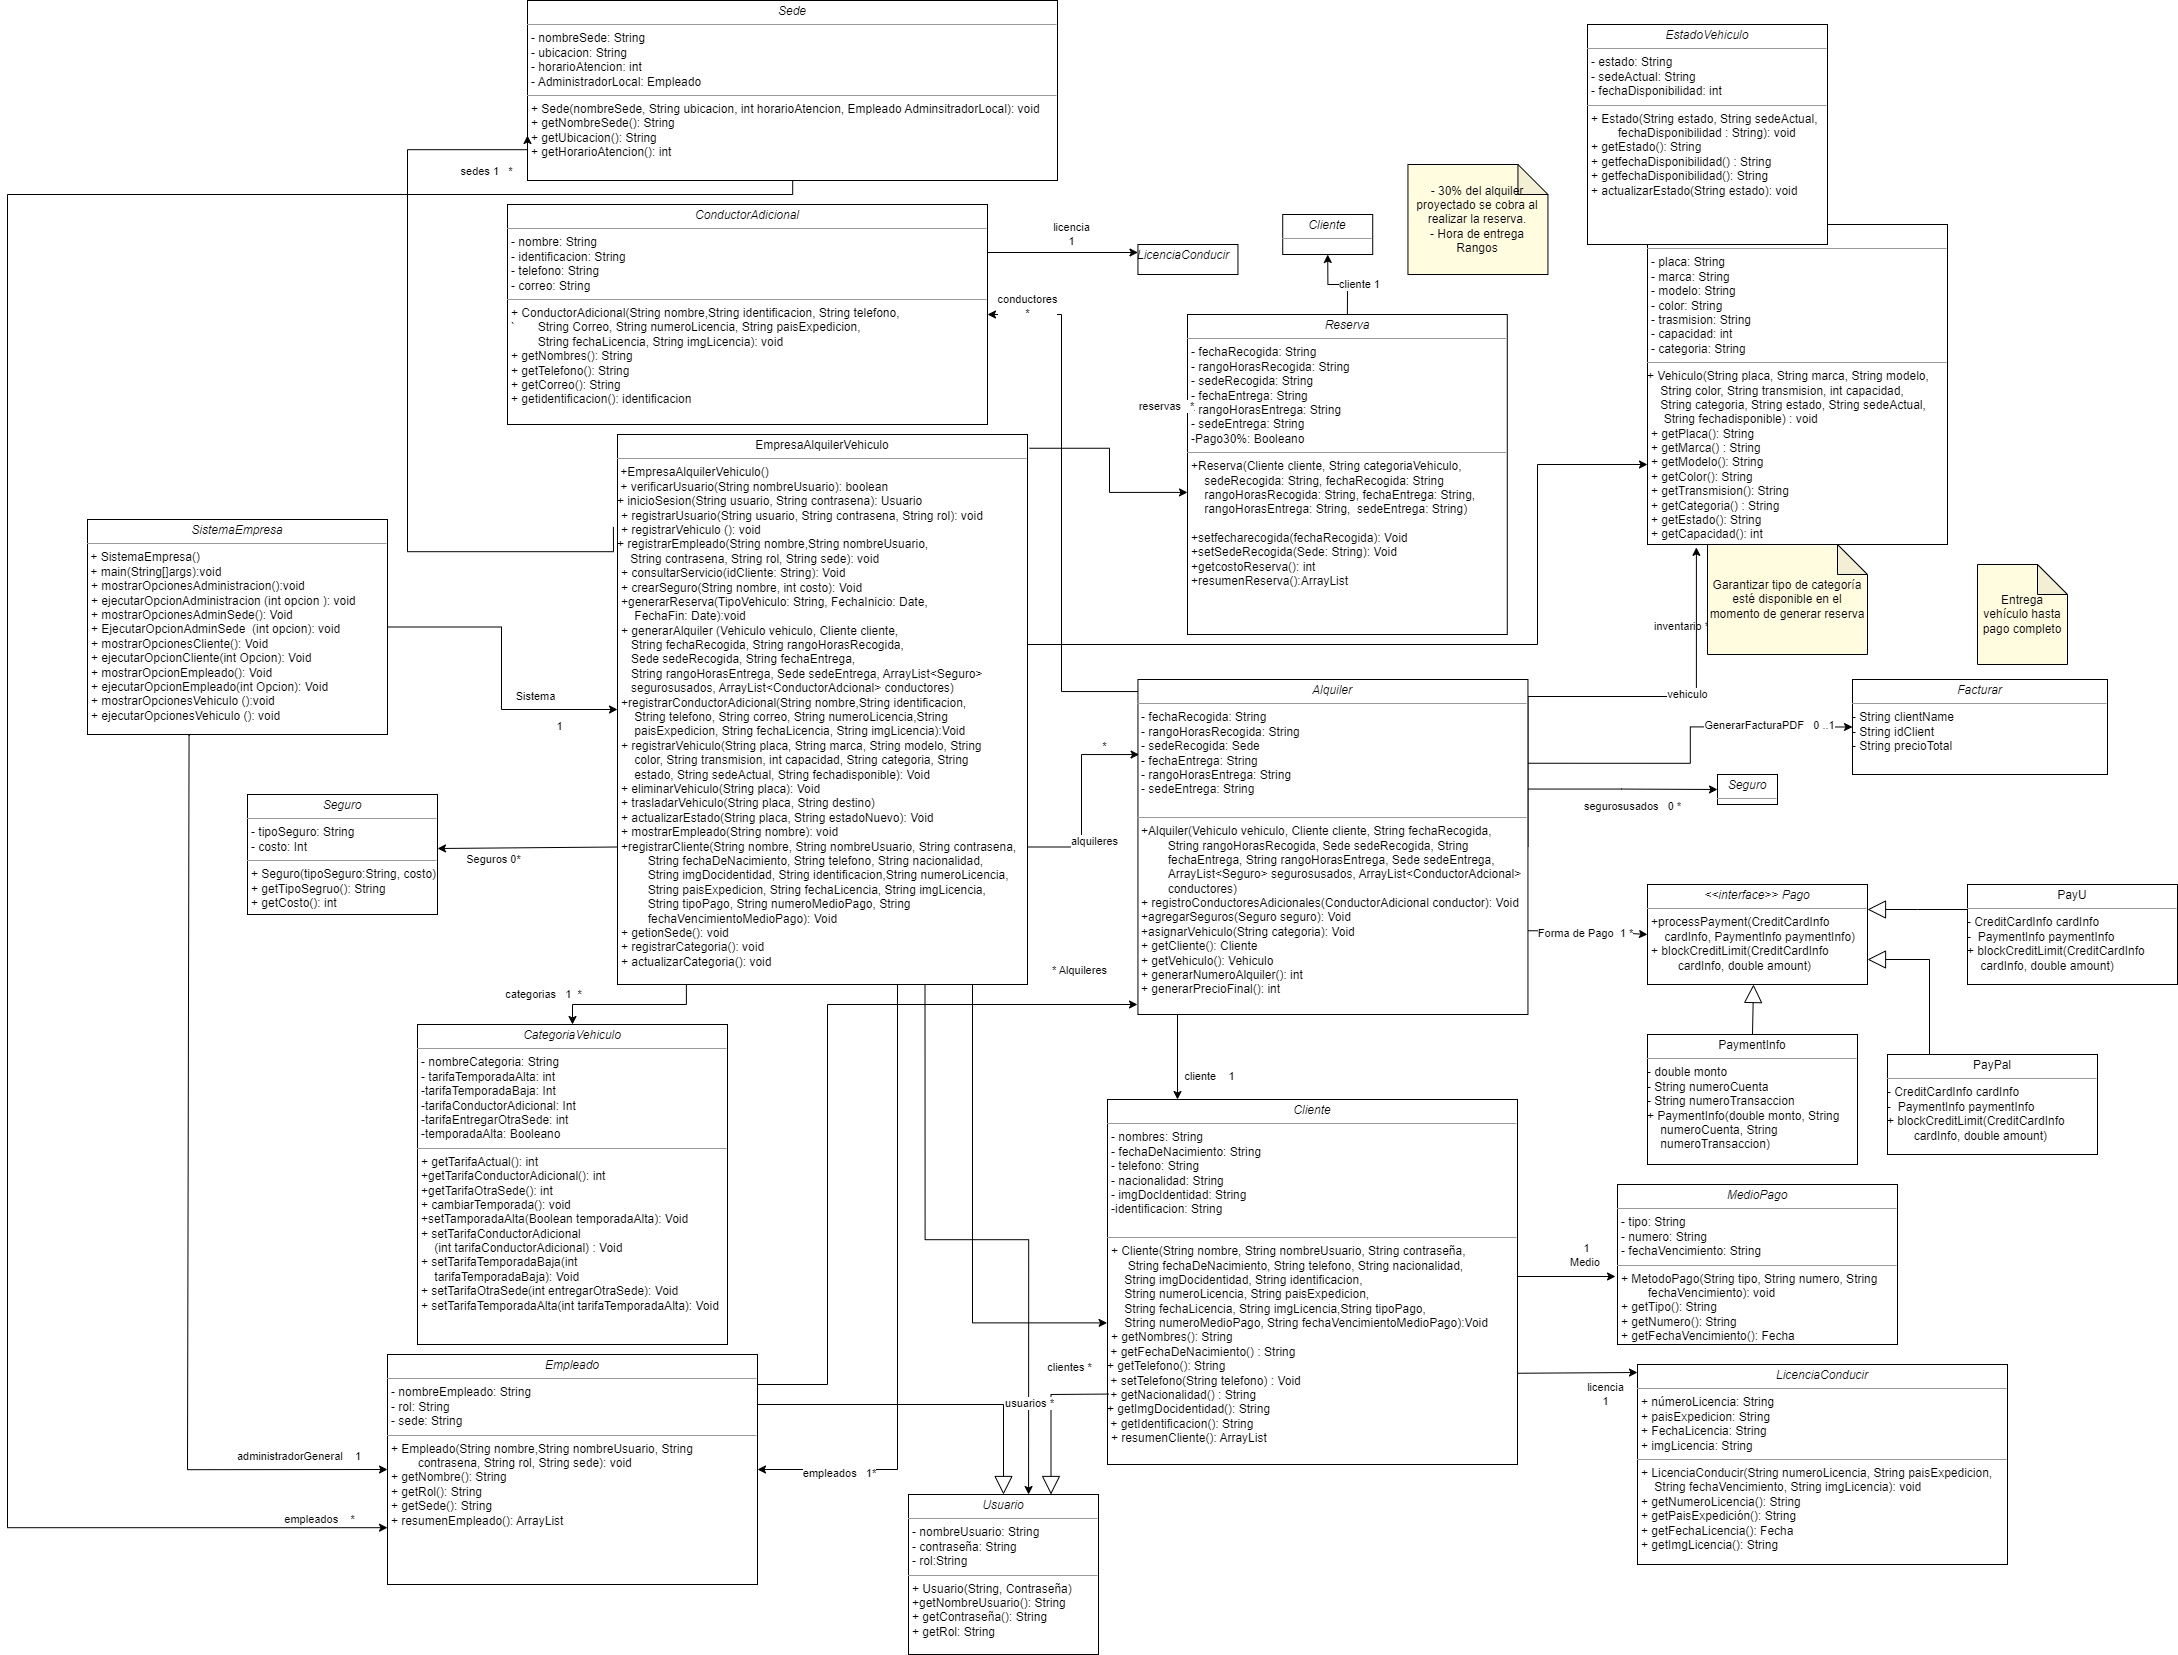 Sede
- nombreSede: String
- ubicacion: String
- horarioAtencion: int
- AdministradorLocal: Empleado
+ Sede(nombreSede, String ubicacion, int horarioAtencion, Empleado AdminsitradorLocal): void
+ getNombreSede(): String
+ getUbicacion(): String
+ getHorarioAtencion(): int
sedes 1 *
EstadoVehiculo
- estado: String
- sedeActual: String
- fechaDisponibilidad: int
+ Estado(String estado, String sedeActual,
fechaDisponibilidad : String): void
+ getEstado(): String
+ getfechaDisponibilidad() : String
+ getfechaDisponibilidad(): String
+ actualizarEstado(String estado): void
- 30% del alquiler
proyectado se cobra al
realizar la reserva.
- Hora de entrega
Rangos
ConductorAdicional
- nombre: String
- identificacion: String
- telefono: String
- correo: String
+ ConductorAdicional(String nombre,String identificacion, String telefono,
` String Correo, String numeroLicencia, String paisExpedicion,
String fechaLicencia, String imgLicencia): void
+ getNombres(): String
+ getTelefono(): String
+ getCorreo(): String
+ getidentificacion(): identificacion
licencia
1
LicenciaConducir
Cliente
cliente 1
conductores
*
Reserva
- fechaRecogida: String
- rangoHorasRecogida: String
- sedeRecogida: String
- fechaEntrega: String
- rangoHorasEntrega: String
- sedeEntrega: String
-Pago30%: Booleano
+Reserva(Cliente cliente, String categoriaVehiculo,
sedeRecogida: String, fechaRecogida: String
rangoHorasRecogida: String, fechaEntrega: String,
rangoHorasEntrega: String, sedeEntrega: String)
+setfecharecogida(fechaRecogida): Void
+setSedeRecogida(Sede: String): Void
+getcostoReserva(): int
+resumenReserva():ArrayList
reservas *
- placa: String
- marca: String
- modelo: String
- color: String
- trasmision: String
- capacidad: int
- categoria: String
+ Vehiculo(String placa, String marca, String modelo,
String color, String transmision, int capacidad,
String categoria, String estado, String sedeActual,
String fechadisponible) : void
+ getPlaca(): String
+ getMarca() : String
+ getModelo(): String
+ getColor(): String
+ getTransmision(): String
+ getCategoria() : String
+ getEstado(): String
+ getCapacidad(): int
Garantizar tipo de categoría
esté disponible en el
momento de generar reserva
Entrega
vehículo hasta
pago completo
inventario *
EmpresaAlquilerVehiculo
+EmpresaAlquilerVehiculo()
+ verificarUsuario(String nombreUsuario): boolean
+ inicioSesion(String usuario, String contrasena): Usuario
+ registrarUsuario(String usuario, String contrasena, String rol): void
+ registrarVehiculo (): void
+ registrarEmpleado(String nombre,String nombreUsuario,
String contrasena, String rol, String sede): void
+ consultarServicio(idCliente: String): Void
+ crearSeguro(String nombre, int costo): Void
+generarReserva(TipoVehiculo: String, FechaInicio: Date,
FechaFin: Date):void
+ generarAlquiler (Vehiculo vehiculo, Cliente cliente,
String fechaRecogida, String rangoHorasRecogida,
Sede sedeRecogida, String fechaEntrega,
String rangoHorasEntrega, Sede sedeEntrega, ArrayList<Seguro>
segurosusados, ArrayList<ConductorAdcional> conductores)
+registrarConductorAdicional(String nombre,String identificacion,
String telefono, String correo, String numeroLicencia,String
paisExpedicion, String fechaLicencia, String imgLicencia):Void
+ registrarVehiculo(String placa, String marca, String modelo, String
color, String transmision, int capacidad, String categoria, String
estado, String sedeActual, String fechadisponible): Void
+ eliminarVehiculo(String placa): Void
+ trasladarVehiculo(String placa, String destino)
+ actualizarEstado(String placa, String estadoNuevo): Void
+ mostrarEmpleado(String nombre): void
+registrarCliente(String nombre, String nombreUsuario, String contrasena,
String fechaDeNacimiento, String telefono, String nacionalidad,
String imgDocidentidad, String identificacion,String numeroLicencia,
String paisExpedicion, String fechaLicencia, String imgLicencia,
String tipoPago, String numeroMedioPago, String
fechaVencimientoMedioPago): Void
+ getionSede(): void
+ registrarCategoria(): void
+ actualizarCategoria(): void
SistemaEmpresa
+ SistemaEmpresa()
+ main(String[]args):void
+ mostrarOpcionesAdministracion():void
+ ejecutarOpcionAdministracion (int opcion ): void
+ mostrarOpcionesAdminSede(): Void
+ EjecutarOpcionAdminSede (int opcion): void
+ mostrarOpcionesCliente(): Void
+ ejecutarOpcionCliente(int Opcion): Void
+ mostrarOpcionEmpleado(): Void
+ ejecutarOpcionEmpleado(int Opcion): Void
+ mostrarOpcionesVehiculo ():void
+ ejecutarOpcionesVehiculo (): void
Sistema
1
Seguro
- tipoSeguro: String
- costo: Int
+ Seguro(tipoSeguro:String, costo)
+ getTipoSegruo(): String
+ getCosto(): int
Seguros 0*
*
alquileres
* Alquileres
Alquiler
- fechaRecogida: String
- rangoHorasRecogida: String
- sedeRecogida: Sede
- fechaEntrega: String
- rangoHorasEntrega: String
- sedeEntrega: String
+Alquiler(Vehiculo vehiculo, Cliente cliente, String fechaRecogida,
String rangoHorasRecogida, Sede sedeRecogida, String
fechaEntrega, String rangoHorasEntrega, Sede sedeEntrega,
ArrayList<Seguro> segurosusados, ArrayList<ConductorAdcional>
conductores)
+ registroConductoresAdicionales(ConductorAdicional conductor): Void
+agregarSeguros(Seguro seguro): Void
+asignarVehiculo(String categoria): Void
+ getCliente(): Cliente
+ getVehiculo(): Vehiculo
+ generarNumeroAlquiler(): int
+ generarPrecioFinal(): int
vehiculo
GenerarFacturaPDF 0 ..1
Facturar
- String clientName
- String idClient
- String precioTotal
Seguro
segurosusados 0 *
Forma de Pago 1 *
<<interface>> Pago
+processPayment(CreditCardInfo
cardInfo, PaymentInfo paymentInfo)
+ blockCreditLimit(CreditCardInfo
cardInfo, double amount)
PayU
- CreditCardInfo cardInfo
- PaymentInfo paymentInfo
+ blockCreditLimit(CreditCardInfo
cardInfo, double amount)
PaymentInfo
- double monto
- String numeroCuenta
- String numeroTransaccion
+ PaymentInfo(double monto, String
numeroCuenta, String
numeroTransaccion)
PayPal
- CreditCardInfo cardInfo
- PaymentInfo paymentInfo
+ blockCreditLimit(CreditCardInfo
cardInfo, double amount)
categorias 1 *
CategoriaVehiculo
- nombreCategoria: String
- tarifaTemporadaAlta: int
-tarifaTemporadaBaja: Int
-tarifaConductorAdicional: Int
-tarifaEntregarOtraSede: int
-temporadaAlta: Booleano
+ getTarifaActual(): int
+getTarifaConductorAdicional(): int
+getTarifaOtraSede(): int
+ cambiarTemporada(): void
+setTamporadaAlta(Boolean temporadaAlta): Void
+ setTarifaConductorAdicional
(int tarifaConductorAdicional) : Void
+ setTarifaTemporadaBaja(int
tarifaTemporadaBaja): Void
+ setTarifaOtraSede(int entregarOtraSede): Void
+ setTarifaTemporadaAlta(int tarifaTemporadaAlta): Void
cliente 1
Cliente
- nombres: String
- fechaDeNacimiento: String
- telefono: String
- nacionalidad: String
- imgDocIdentidad: String
-identificacion: String
+ Cliente(String nombre, String nombreUsuario, String contraseña,
String fechaDeNacimiento, String telefono, String nacionalidad,
String imgDocidentidad, String identificacion,
String numeroLicencia, String paisExpedicion,
String fechaLicencia, String imgLicencia,String tipoPago,
String numeroMedioPago, String fechaVencimientoMedioPago):Void
+ getNombres(): String
+ getFechaDeNacimiento() : String
+ getTelefono(): String
+ setTelefono(String telefono) : Void
+ getNacionalidad() : String
+ getImgDocidentidad(): String
+ getIdentificacion(): String
+ resumenCliente(): ArrayList
clientes *
usuarios *
1
Medio
MedioPago
- tipo: String
- numero: String
- fechaVencimiento: String
+ MetodoPago(String tipo, String numero, String
fechaVencimiento): void
+ getTipo(): String
+ getNumero(): String
+ getFechaVencimiento(): Fecha
licencia
1
LicenciaConducir
+ númeroLicencia: String
+ paisExpedicion: String
+ FechaLicencia: String
+ imgLicencia: String
+ LicenciaConducir(String numeroLicencia, String paisExpedicion,
String fechaVencimiento, String imgLicencia): void
+ getNumeroLicencia(): String
+ getPaisExpedición(): String
+ getFechaLicencia(): Fecha
+ getImgLicencia(): String
Empleado
- nombreEmpleado: String
- rol: String
- sede: String
+ Empleado(String nombre,String nombreUsuario, String
contrasena, String rol, String sede): void
+ getNombre(): String
+ getRol(): String
+ getSede(): String
+ resumenEmpleado(): ArrayList
administradorGeneral 1
empleados *
empleados 1*
Usuario
- nombreUsuario: String
- contraseña: String
- rol:String
+ Usuario(String, Contraseña)
+getNombreUsuario(): String
+ getContraseña(): String
+ getRol: String